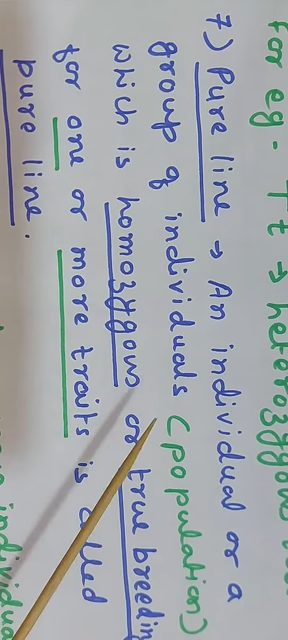 for eg - Tt → heterozygous
7) Pure line → An individual or a
group of individuals (population)
which is homozygous or true breeding
for one or more traits is called
pure line.